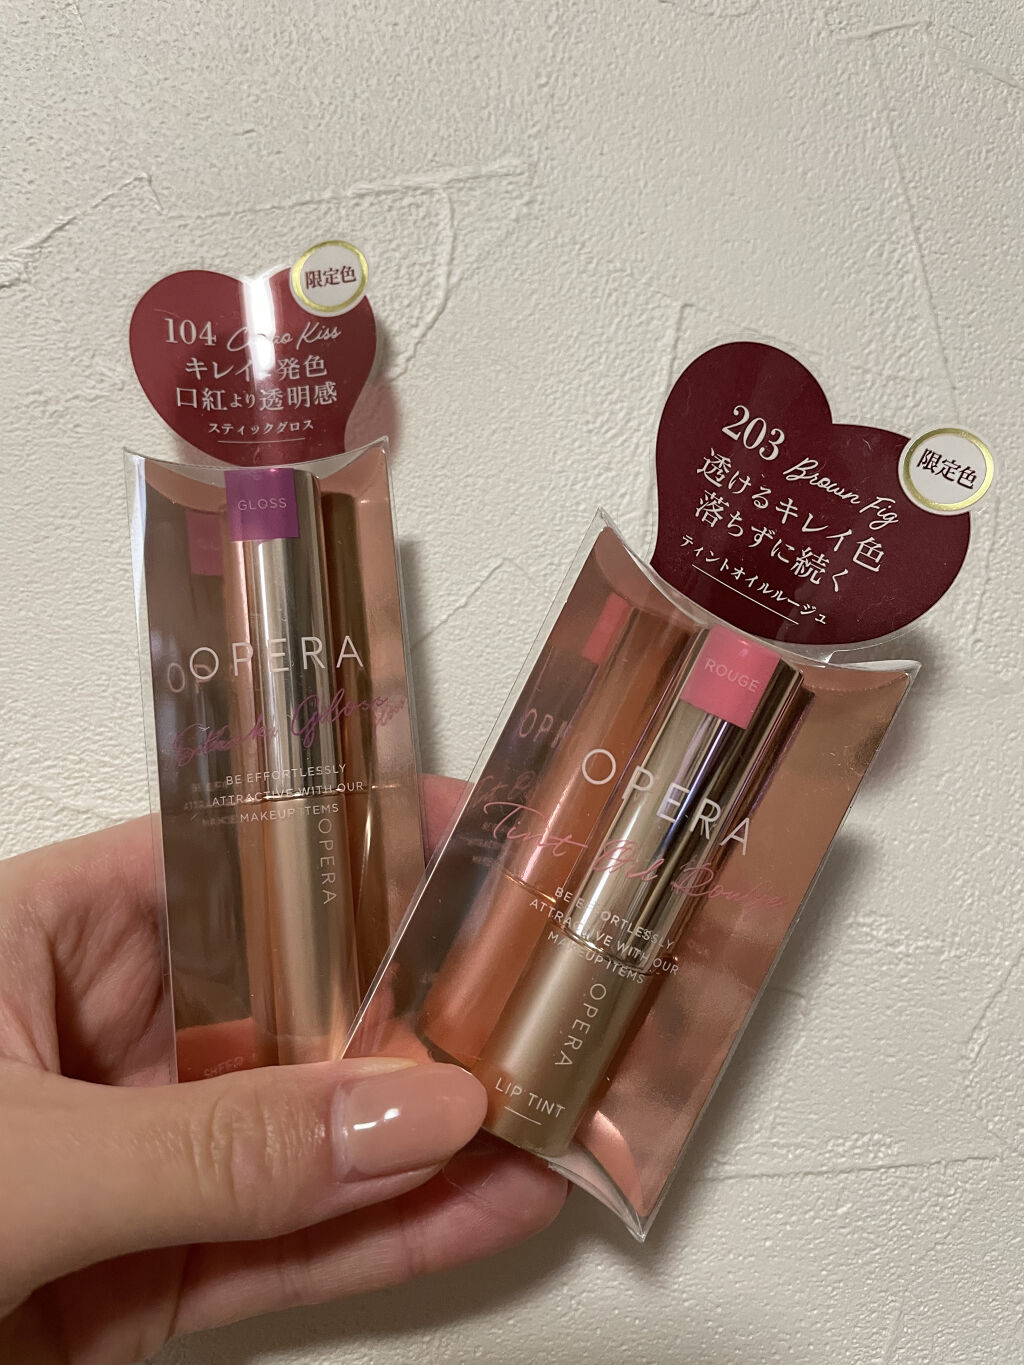 限定色
104 Cacao Kiss
キレイに発色
口紅より透明感
スティックグロス
GLOSS
OPERA
BE EFFORTLESSLY
ATTRACTIVE WITH OUR
MAKEUP ITEMS
OPERA
SHEER
限定色
203 Brown Fig
透けるキレイ色
落ちずに続く
ティントオイルルージュ
ROUGE
OPERA
Tint Oil Rouge
BE EFFORTLESSLY
ATTRACTIVE WITH OUR
MAKEUP ITEMS
OPERA
LIP TINT